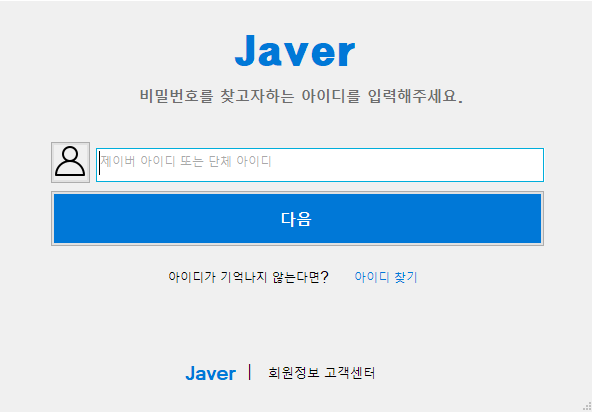 Javer
비밀번호를 찾고자하는 아이디를 입력해주세요.
제이버 아이디 또는 단체 아이디
다음
아이디가 기억나지 않는다면? 아이디 찾기
Javer | 회원정보 고객센터